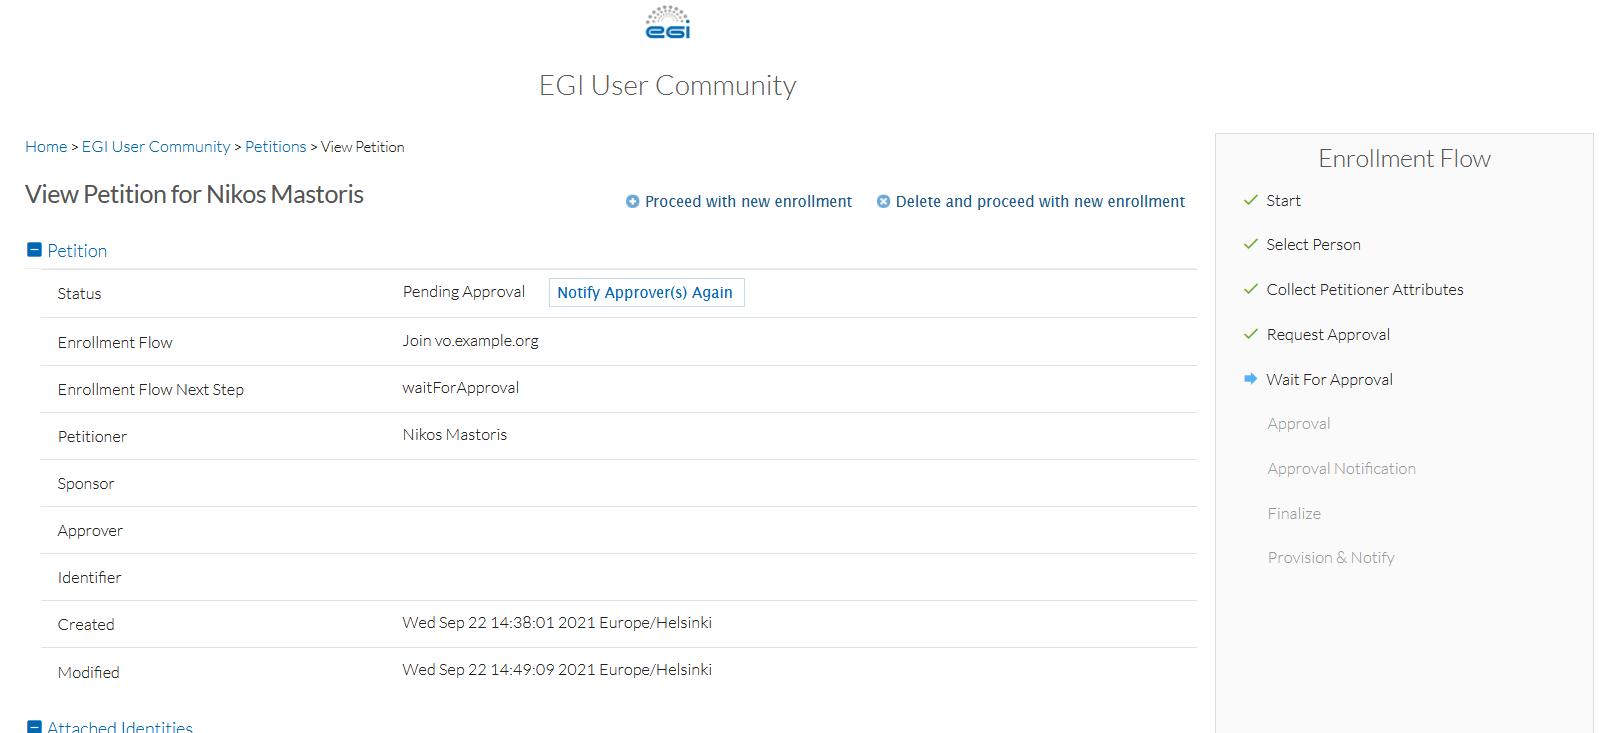 egi
EGI User Community
Home > EGI User Community > Petitions > View Petition
View Petition for Nikos Mastoris
Proceed with new enrollment
Delete and proceed with new enrollment
Petition
Status Pending Approval Notify Approver(s) Again
Enrollment Flow Join vo.example.org
Enrollment Flow Next Step waitForApproval
Petitioner Nikos Mastoris
Sponsor
Approver
Identifier
Created Wed Sep 22 14:38:01 2021 Europe/Helsinki
Modified Wed Sep 22 14:49:09 2021 Europe/Helsinki
Attached Identities
Enrollment Flow
Start
Select Person
Collect Petitioner Attributes
Request Approval
Wait For Approval
Approval
Approval Notification
Finalize
Provision & Notify